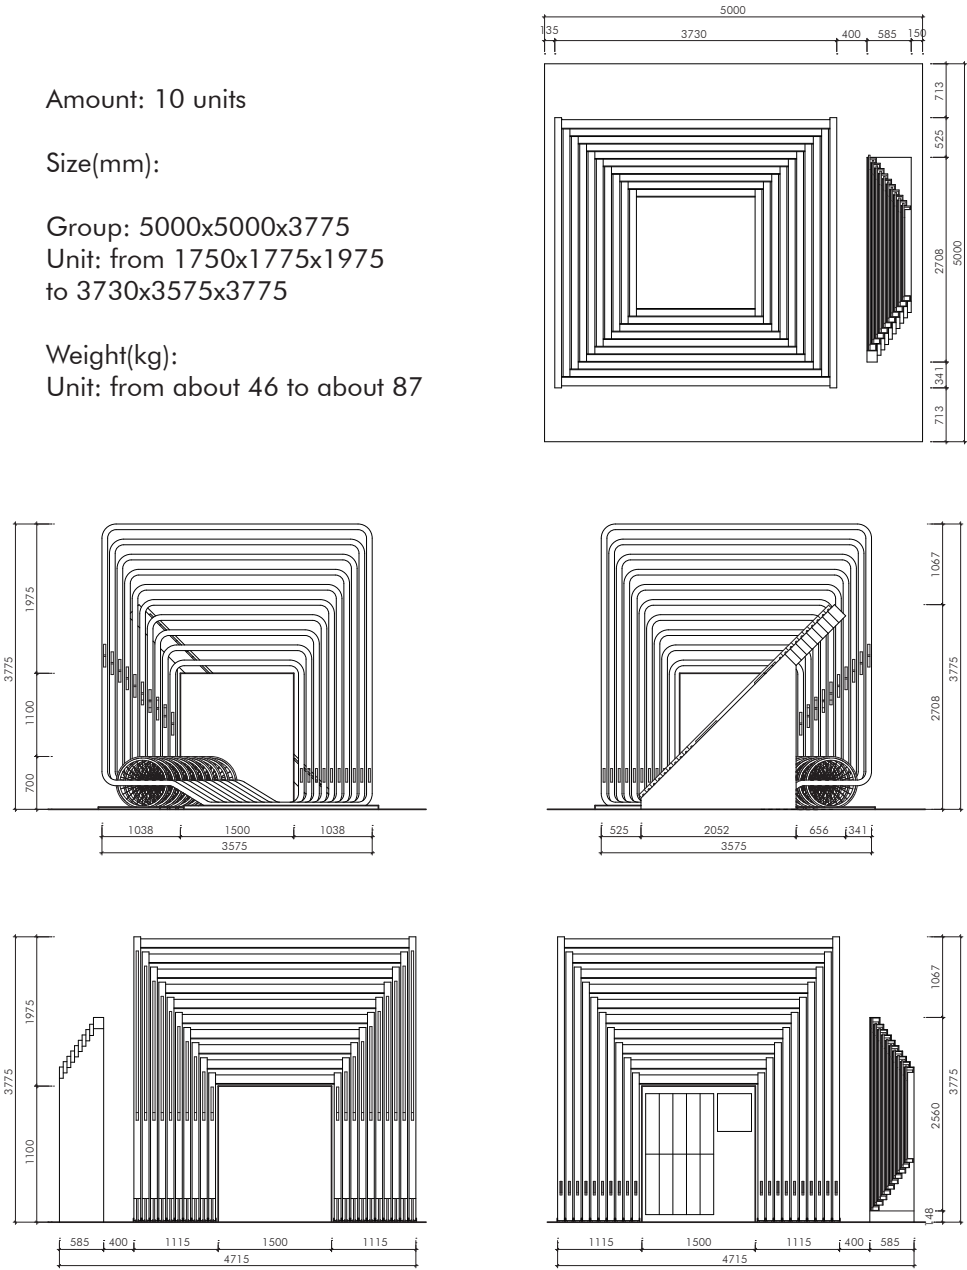 Amount: 10 units
Size(mm):
Group: 5000x5000x3775
Unit: from 1750x1775x1975
to 3730x3575x3775
Weight(kg):
Unit: from about 46 to about 87
5000
135 3730 400 585 150
713
525
2708
5000
341
713
1975
3775
1100
700
1038 1500 1038
3575
1067
3775
2708
525 2052 656 341
3575
1975
3775
1100
585 400 1115 1500 1115
4715
1067
3775
2560
148
1115 1500 1115 400 585
4715